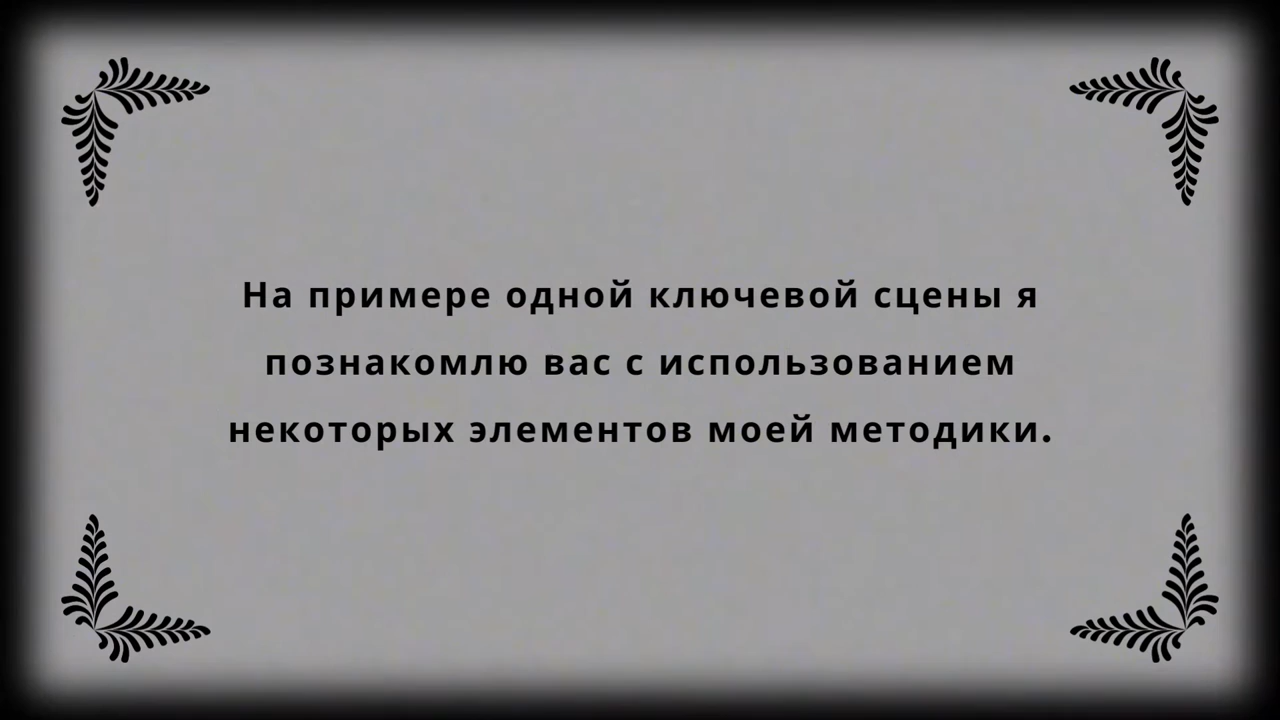 На примере одной ключевой сцены я
познакомлю вас с использованием
некоторых элементов моей методики.